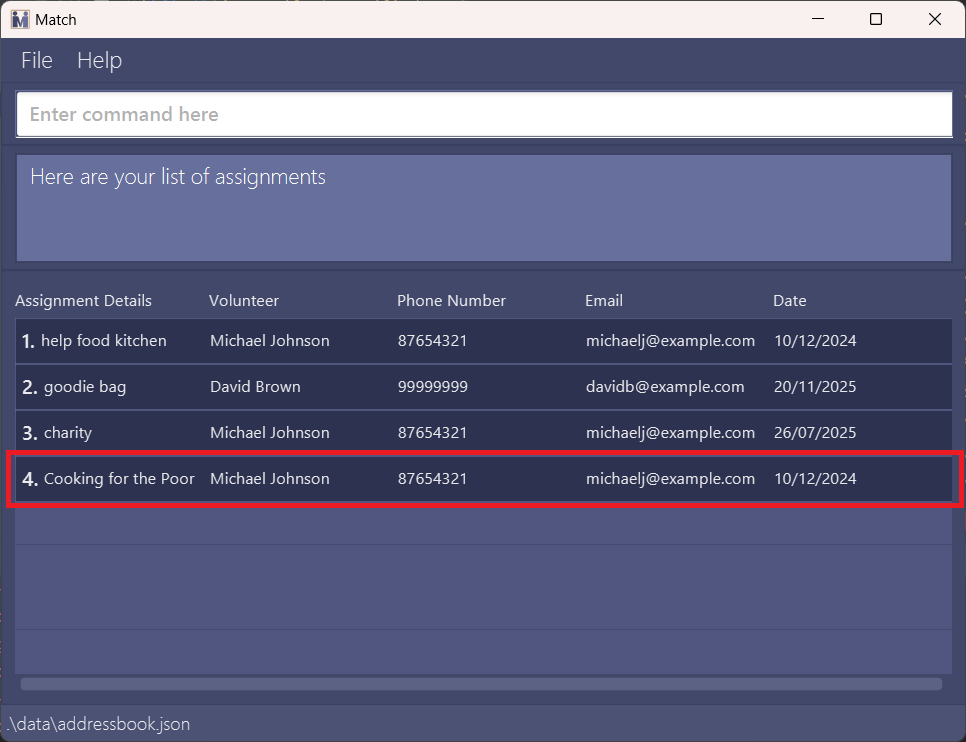 Match
File Help
Enter command here
Here are your list of assignments
Assignment Details Volunteer Phone Number Email Date
1. help food kitchen Michael Johnson 87654321 michaelj@example.com 10/12/2024
2. goodie bag David Brown 99999999 davidb@example.com 20/11/2025
3. charity Michael Johnson 87654321 michaelj@example.com 26/07/2025
4. Cooking for the Poor Michael Johnson 87654321 michaelj@example.com 10/12/2024
.\data\addressbook.json